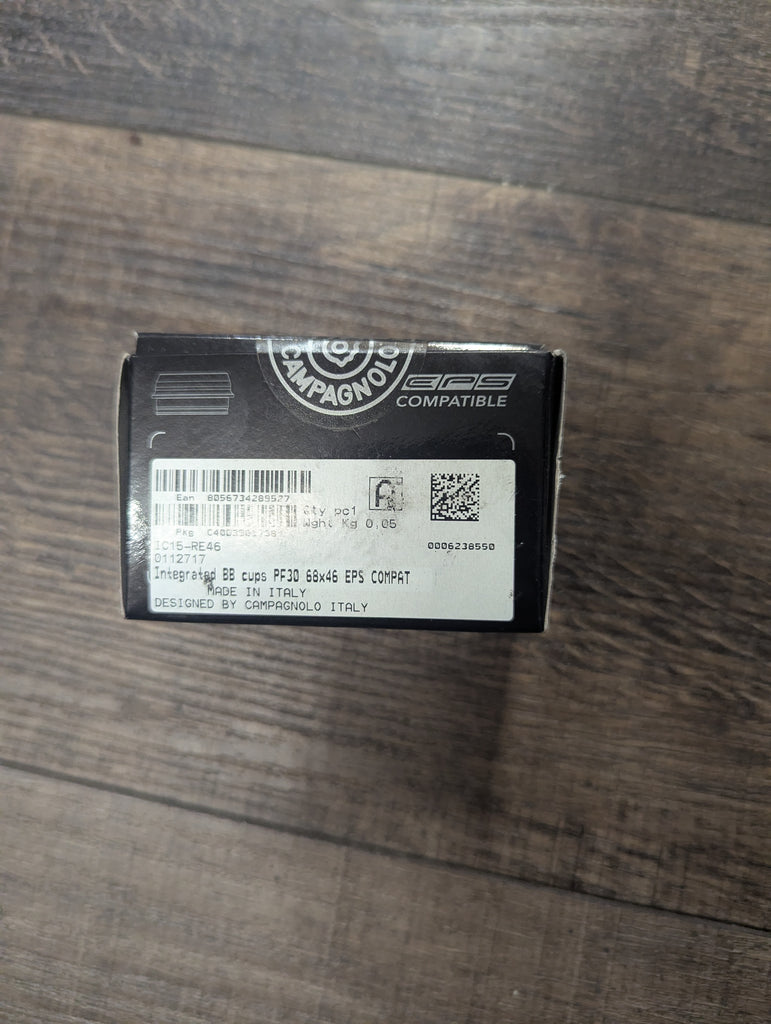 CAMPAGNOLO
EPS
COMPATIBLE
Ean 8056734289527
Qty pc1
Wght Kg 0.05
Pkg
IC15-RE46
0006238550
0112717
Integrated BB cups PF30 68x46 EPS COMPAT
MADE IN ITALY
DESIGNED BY CAMPAGNOLO ITALY